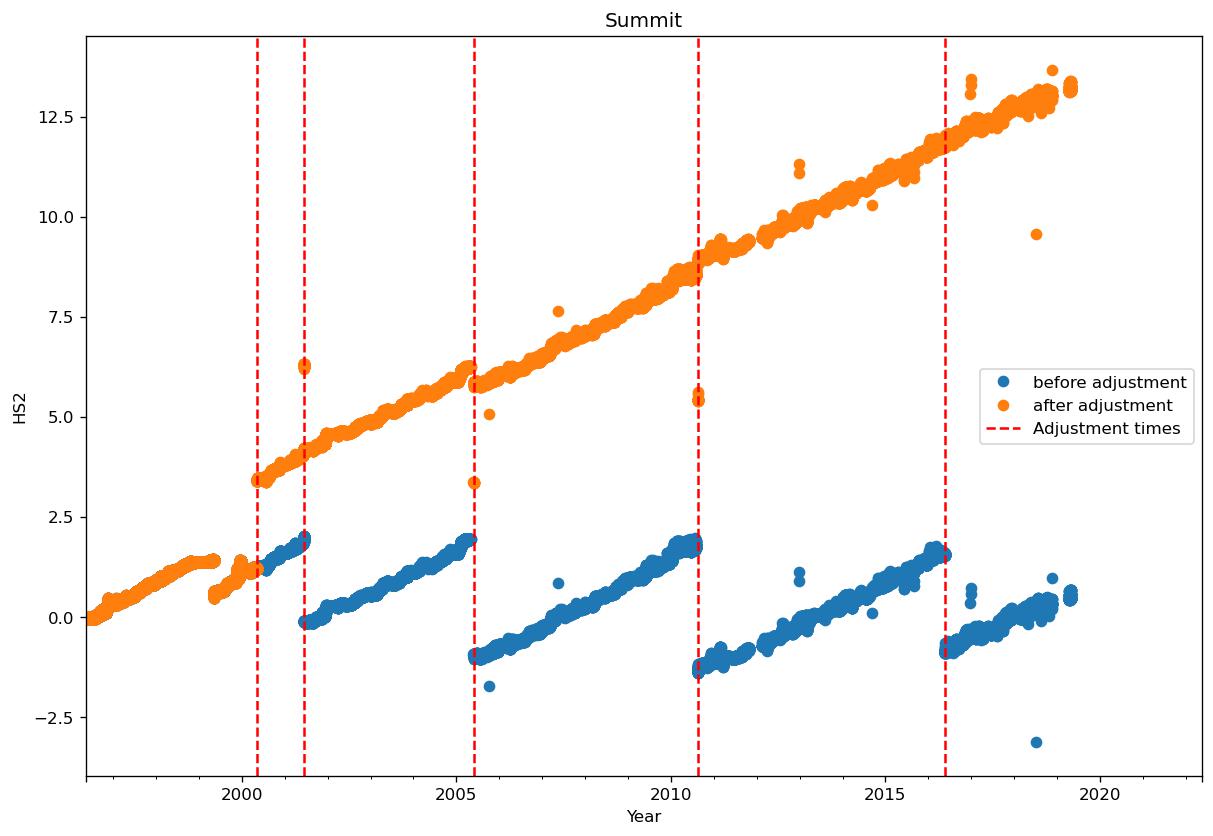 Summit
HS2
12.5
10.0
7.5
5.0
2.5
0.0
−2.5
before adjustment
after adjustment
Adjustment times
2000 2005 2010 2015 2020
Year